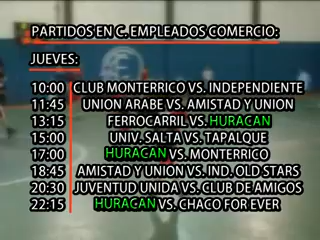 PARTIDOS EN C. EMPLEADOS COMERCIO:
JUEVES:
10:00 CLUB MONTERRICO VS. INDEPENDIENTE
11:45 UNION ARABE VS. AMISTAD Y UNION
13:15 FERROCARRIL VS. HURACAN
15:00 UNIV. SALTA VS. TAPALQUE
17:00 HURACAN VS. MONTERRICO
18:45 AMISTAD Y UNION VS. IND. OLD STARS
20:30 JUVENTUD UNIDA VS. CLUB DE AMIGOS
22:15 HURACAN VS. CHACO FOR EVER